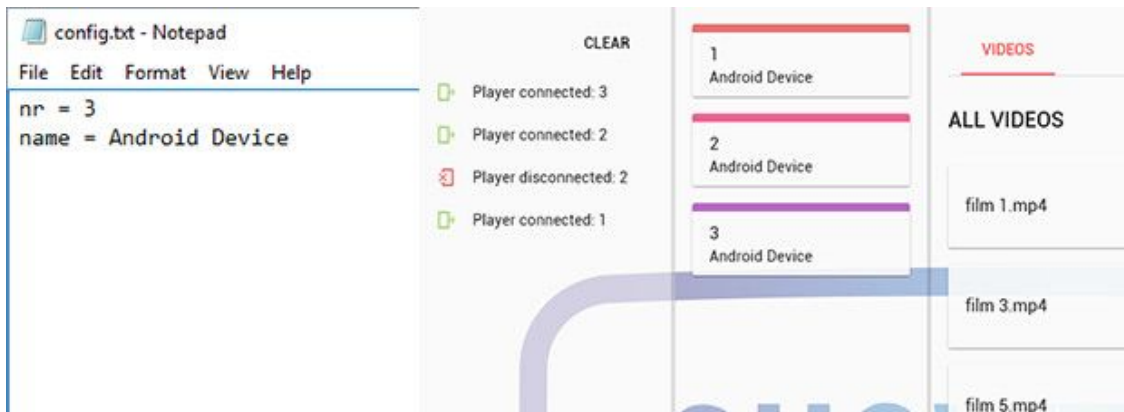 config.txt - Notepad
File Edit Format View Help
nr = 3
name = Android Device
CLEAR
Player connected: 3
Player connected: 2
Player disconnected: 2
Player connected: 1
1
Android Device
2
Android Device
3
Android Device
VIDEOS
ALL VIDEOS
film 1.mp4
film 3.mp4
film 5.mp4